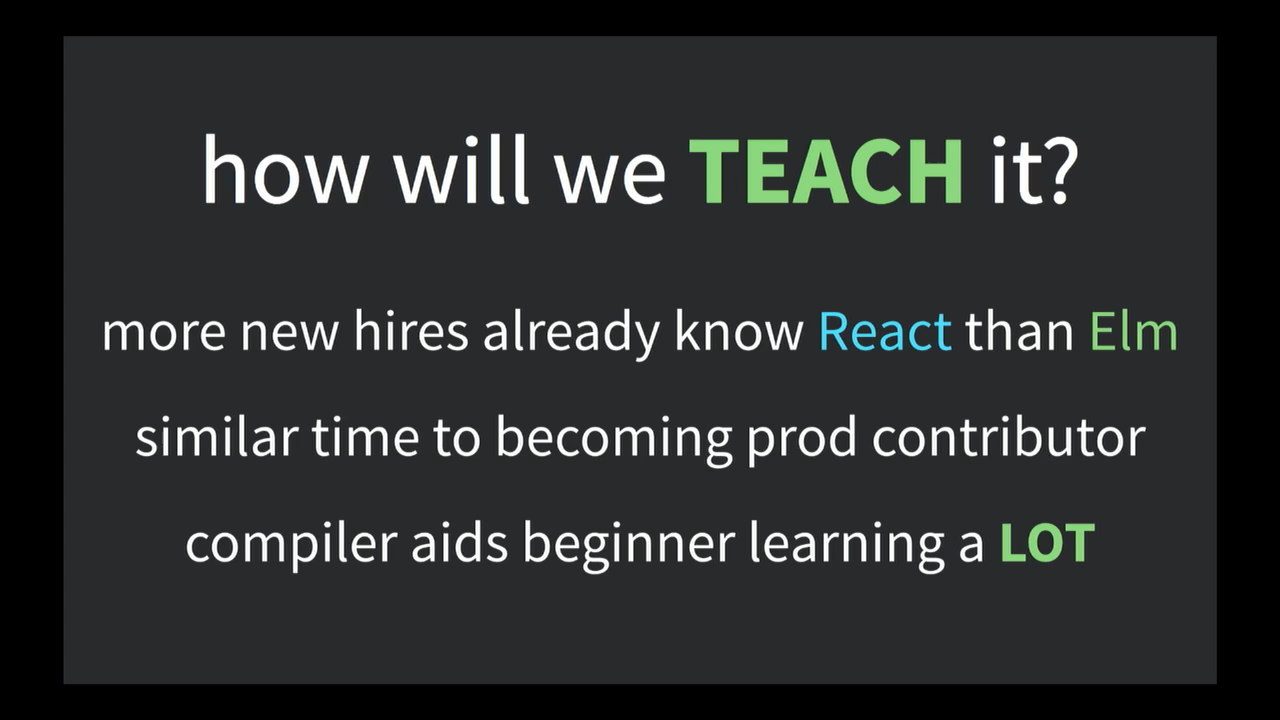 how will we TEACH it?
more new hires already know React than Elm
similar time to becoming prod contributor
compiler aids beginner learning a LOT